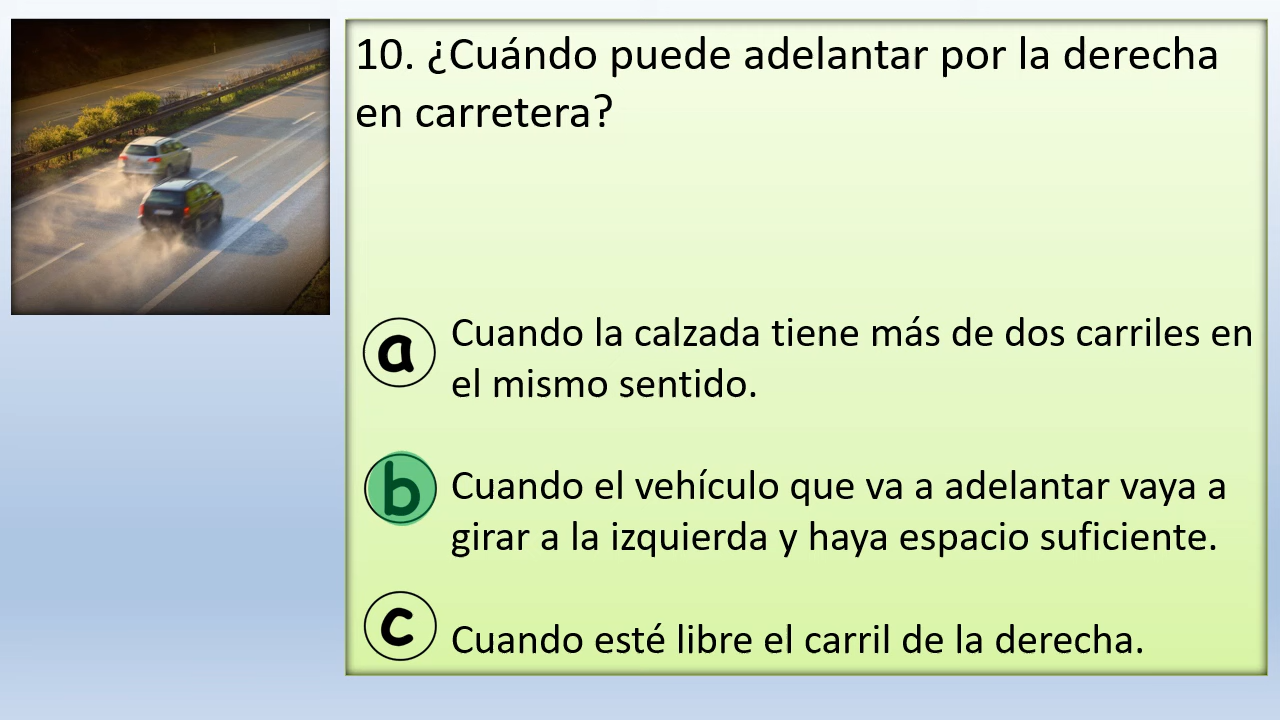 10. ¿Cuándo puede adelantar por la derecha
en carretera?
a Cuando la calzada tiene más de dos carriles en
el mismo sentido.
b Cuando el vehículo que va a adelantar vaya a
girar a la izquierda y haya espacio suficiente.
c Cuando esté libre el carril de la derecha.